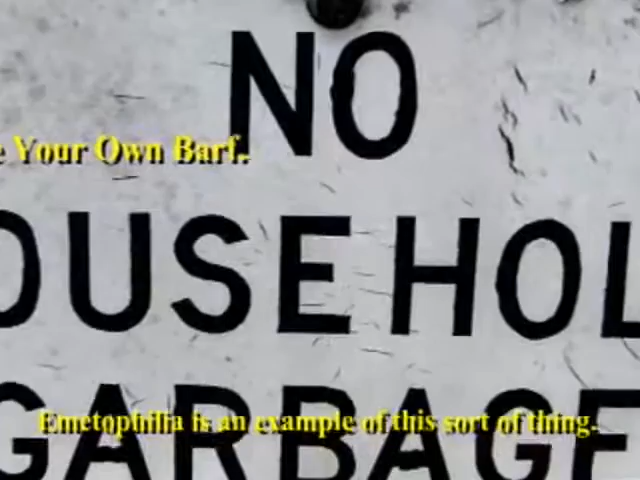 NO
e Your Own Barf.
OUSEHOL
GARBAGE
Emetophilia is an example of this sort of thing.